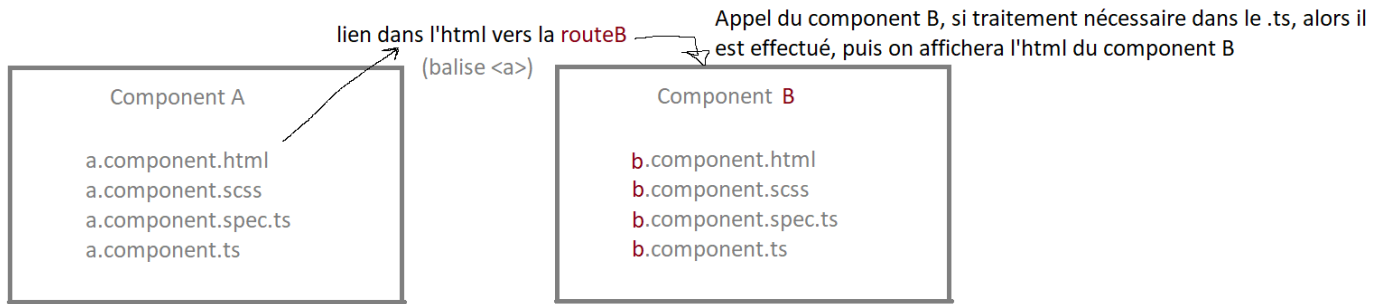 lien dans l'html vers la routeB
(balise <a>)
Appel du component B, si traitement nécessaire dans le .ts, alors il
est effectué, puis on affichera l'html du component B
Component A
a.component.html
a.component.scss
a.component.spec.ts
a.component.ts
Component B
b.component.html
b.component.scss
b.component.spec.ts
b.component.ts